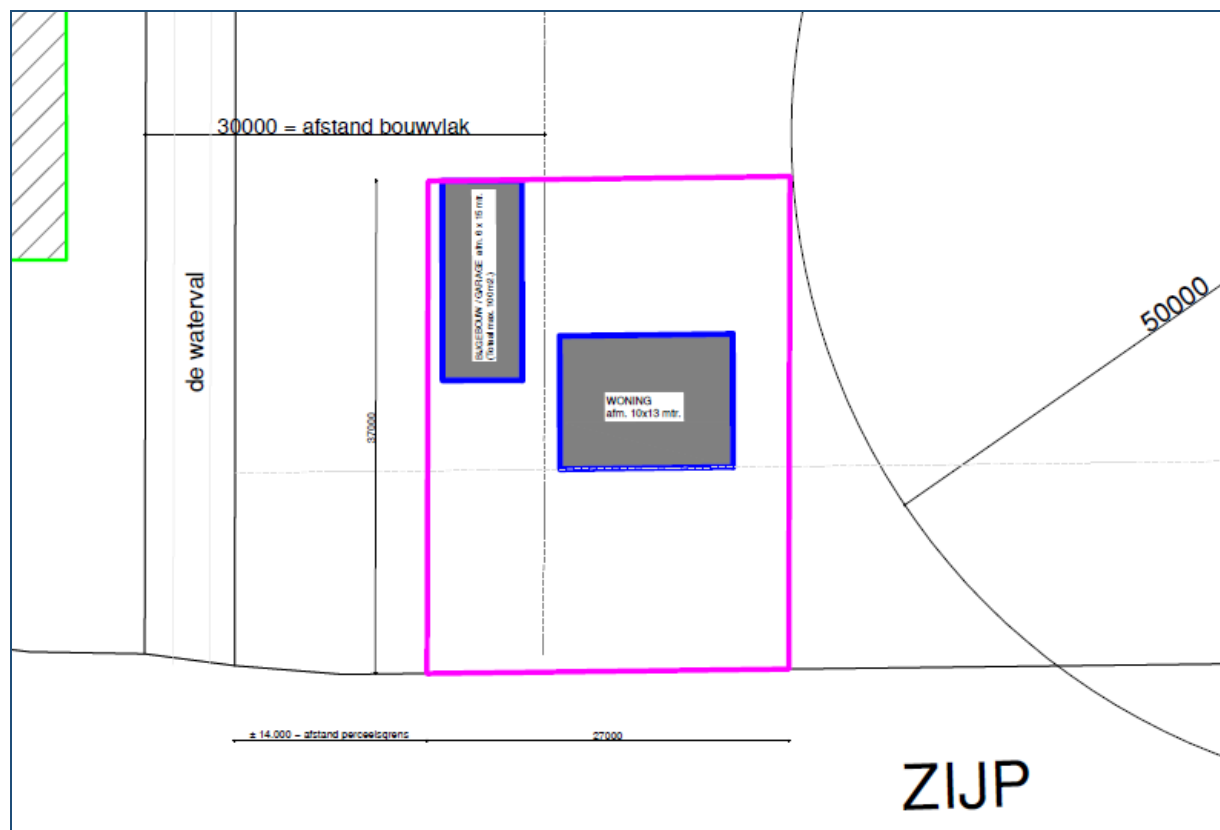 30000 = afstand bouwvlak
BIJGEBOUW / GARAGE afm. 6 x 15 mtr.
(Totaal max. 100m2.)
de waterval
50000
WONING
afm. 10x13 mtr.
37000
± 14.000 = afstand perceelsgrens
27000
ZIJP